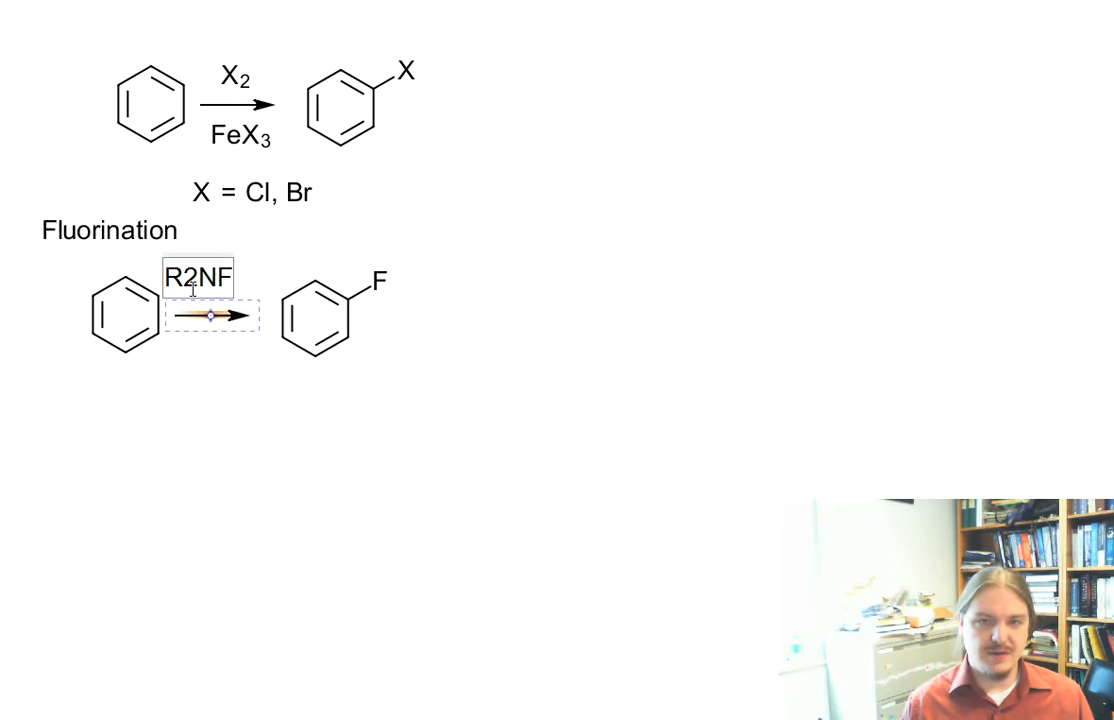 X
X₂
FeX₃
X = Cl, Br
Fluorination
R2NF
F